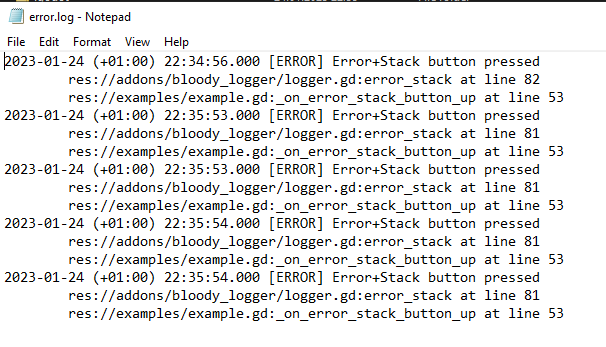 error.log - Notepad
File Edit Format View Help
2023-01-24 (+01:00) 22:34:56.000 [ERROR] Error+Stack button pressed
res://addons/bloody_logger/logger.gd:error_stack at line 82
res://examples/example.gd:_on_error_stack_button_up at line 53
2023-01-24 (+01:00) 22:35:53.000 [ERROR] Error+Stack button pressed
res://addons/bloody_logger/logger.gd:error_stack at line 81
res://examples/example.gd:_on_error_stack_button_up at line 53
2023-01-24 (+01:00) 22:35:53.000 [ERROR] Error+Stack button pressed
res://addons/bloody_logger/logger.gd:error_stack at line 81
res://examples/example.gd:_on_error_stack_button_up at line 53
2023-01-24 (+01:00) 22:35:54.000 [ERROR] Error+Stack button pressed
res://addons/bloody_logger/logger.gd:error_stack at line 81
res://examples/example.gd:_on_error_stack_button_up at line 53
2023-01-24 (+01:00) 22:35:54.000 [ERROR] Error+Stack button pressed
res://addons/bloody_logger/logger.gd:error_stack at line 81
res://examples/example.gd:_on_error_stack_button_up at line 53